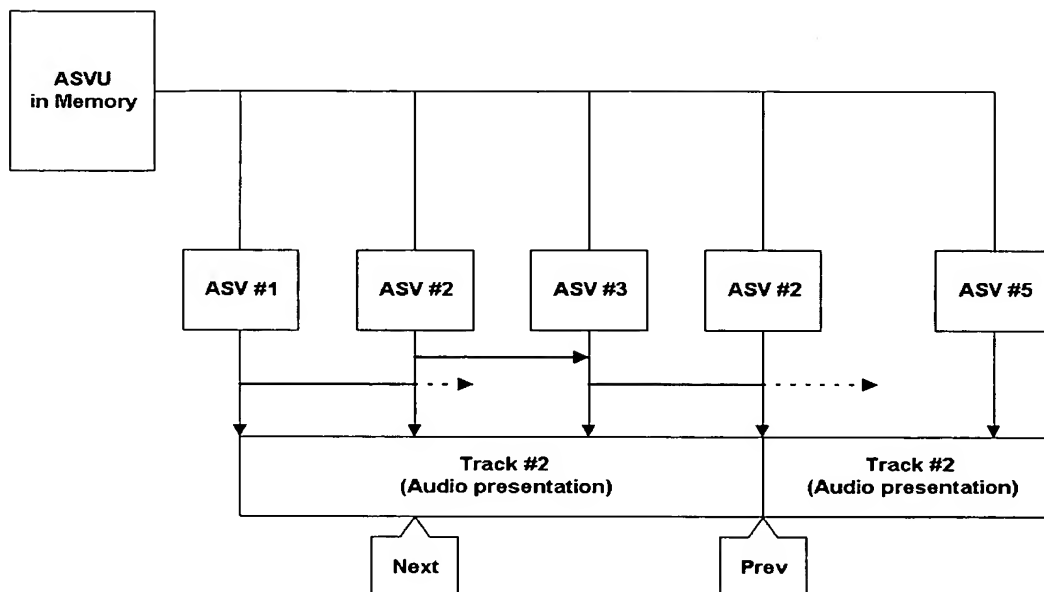 ASVU
in Memory
ASV #1
ASV #2
ASV #3
ASV #2
ASV #5
Track #2
(Audio presentation)
Track #2
(Audio presentation)
Next
Prev